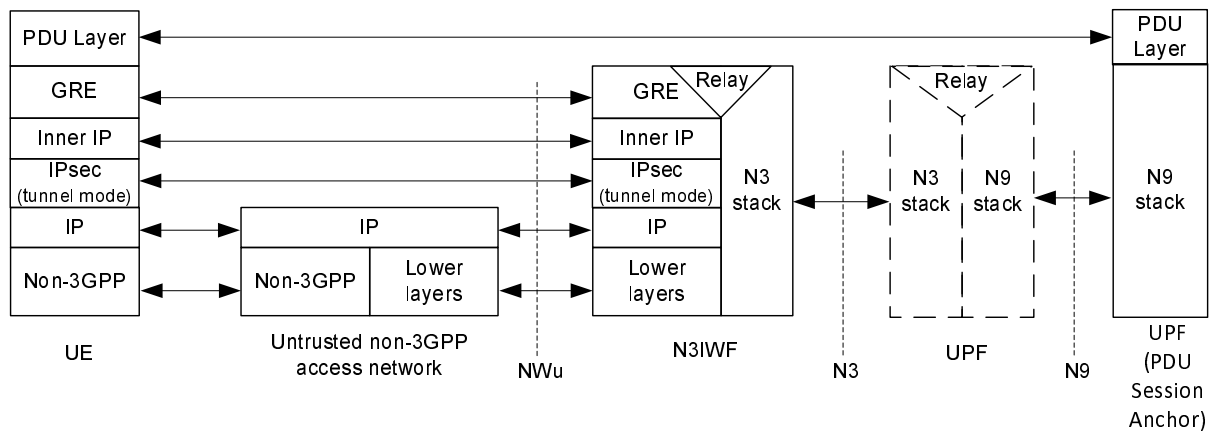 PDU Layer
PDU
Layer
GRE
GRE
Relay
Relay
Inner IP
Inner IP
IPsec
(tunnel mode)
IPsec
(tunnel mode)
N3
stack
N3
stack
N9
stack
N9
stack
IP
IP
IP
Non-3GPP
Non-3GPP
Lower
layers
Lower
layers
UE
Untrusted non-3GPP
access network
NWu
N3IWF
N3
UPF
N9
UPF
(PDU
Session
Anchor)